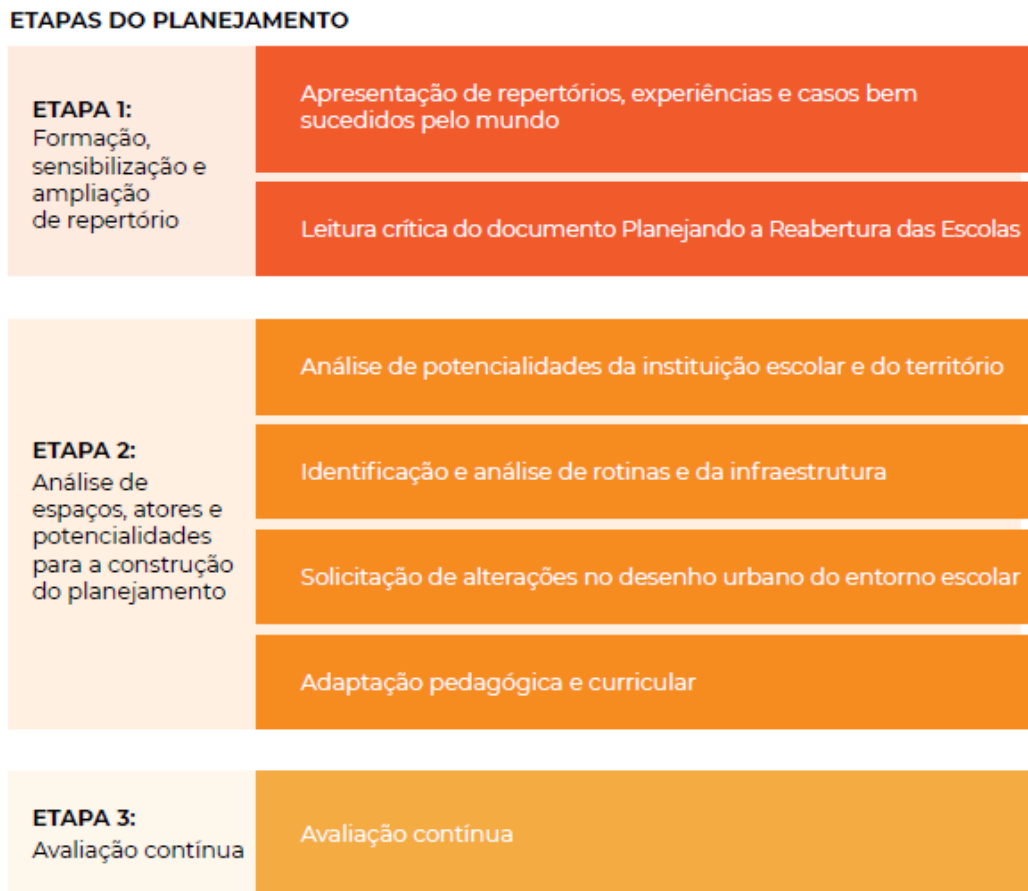 ETAPAS DO PLANEJAMENTO
ETAPA 1:
Formação,
sensibilização e
ampliação
de repertório
Apresentação de repertórios, experiências e casos bem
sucedidos pelo mundo
Leitura crítica do documento Planejando a Reabertura das Escolas
ETAPA 2:
Análise de
espaços, atores e
potencialidades
para a construção
do planejamento
Análise de potencialidades da instituição escolar e do território
Identificação e análise de rotinas e da infraestrutura
Solicitação de alterações no desenho urbano do entorno escolar
Adaptação pedagógica e curricular
ETAPA 3:
Avaliação contínua
Avaliação contínua